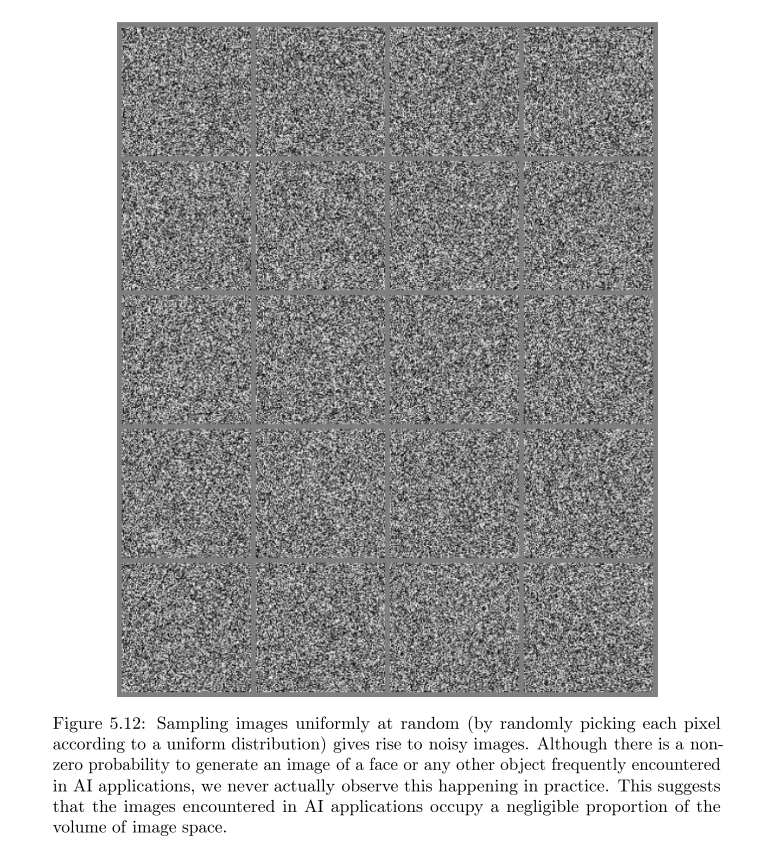 Figure 5.12: Sampling images uniformly at random (by randomly picking each pixel
according to a uniform distribution) gives rise to noisy images. Although there is a non-
zero probability to generate an image of a face or any other object frequently encountered
in AI applications, we never actually observe this happening in practice. This suggests
that the images encountered in AI applications occupy a negligible proportion of the
volume of image space.